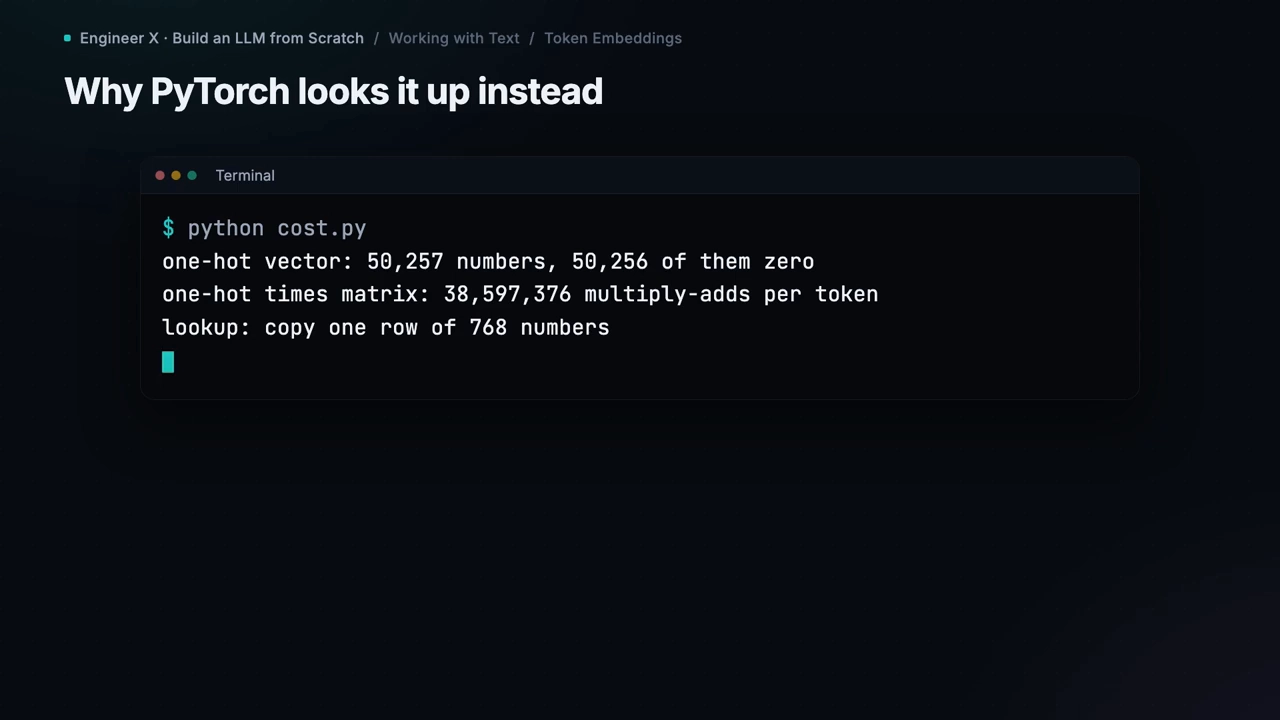 Engineer X · Build an LLM from Scratch / Working with Text / Token Embeddings
Why PyTorch looks it up instead
Terminal
$ python cost.py
one-hot vector: 50,257 numbers, 50,256 of them zero
one-hot times matrix: 38,597,376 multiply-adds per token
lookup: copy one row of 768 numbers